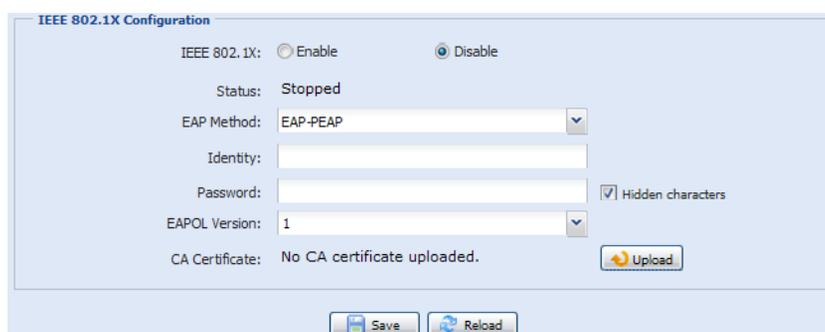 IEEE 802.1X Configuration
IEEE 802.1X: Enable Disable
Status: Stopped
EAP Method: EAP-PEAP
Identity:
Password: Hidden characters
EAPOL Version: 1
CA Certificate: No CA certificate uploaded. Upload
Save Reload